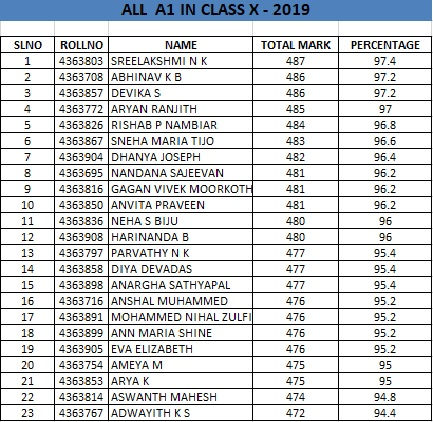 ALL A1 IN CLASS X - 2019
SLNO ROLLNO NAME TOTAL MARK PERCENTAGE
1 4363803 SREELAKSHMI N K 487 97.4
2 4363708 ABHINAV K B 486 97.2
3 4363857 DEVIKA S 486 97.2
4 4363772 ARYAN RANJITH 485 97
5 4363826 RISHAB P NAMBIAR 484 96.8
6 4363867 SNEHA MARIA TIJO 483 96.6
7 4363904 DHANYA JOSEPH 482 96.4
8 4363695 NANDANA SAJEEVAN 481 96.2
9 4363816 GAGAN VIVEK MOORKOTH 481 96.2
10 4363850 ANVITA PRAVEEN 481 96.2
11 4363836 NEHA S BIJU 480 96
12 4363908 HARINANDA B 480 96
13 4363797 PARVATHY N K 477 95.4
14 4363858 DIYA DEVADAS 477 95.4
15 4363898 ANARGHA SATHYAPAL 477 95.4
16 4363716 ANSHAL MUHAMMED 476 95.2
17 4363891 MOHAMMED NIHAL ZULFI 476 95.2
18 4363899 ANN MARIA SHINE 476 95.2
19 4363905 EVA ELIZABETH 476 95.2
20 4363754 AMEYA M 475 95
21 4363853 ARYA K 475 95
22 4363814 ASWANTH MAHESH 474 94.8
23 4363767 ADWAYITH K S 472 94.4